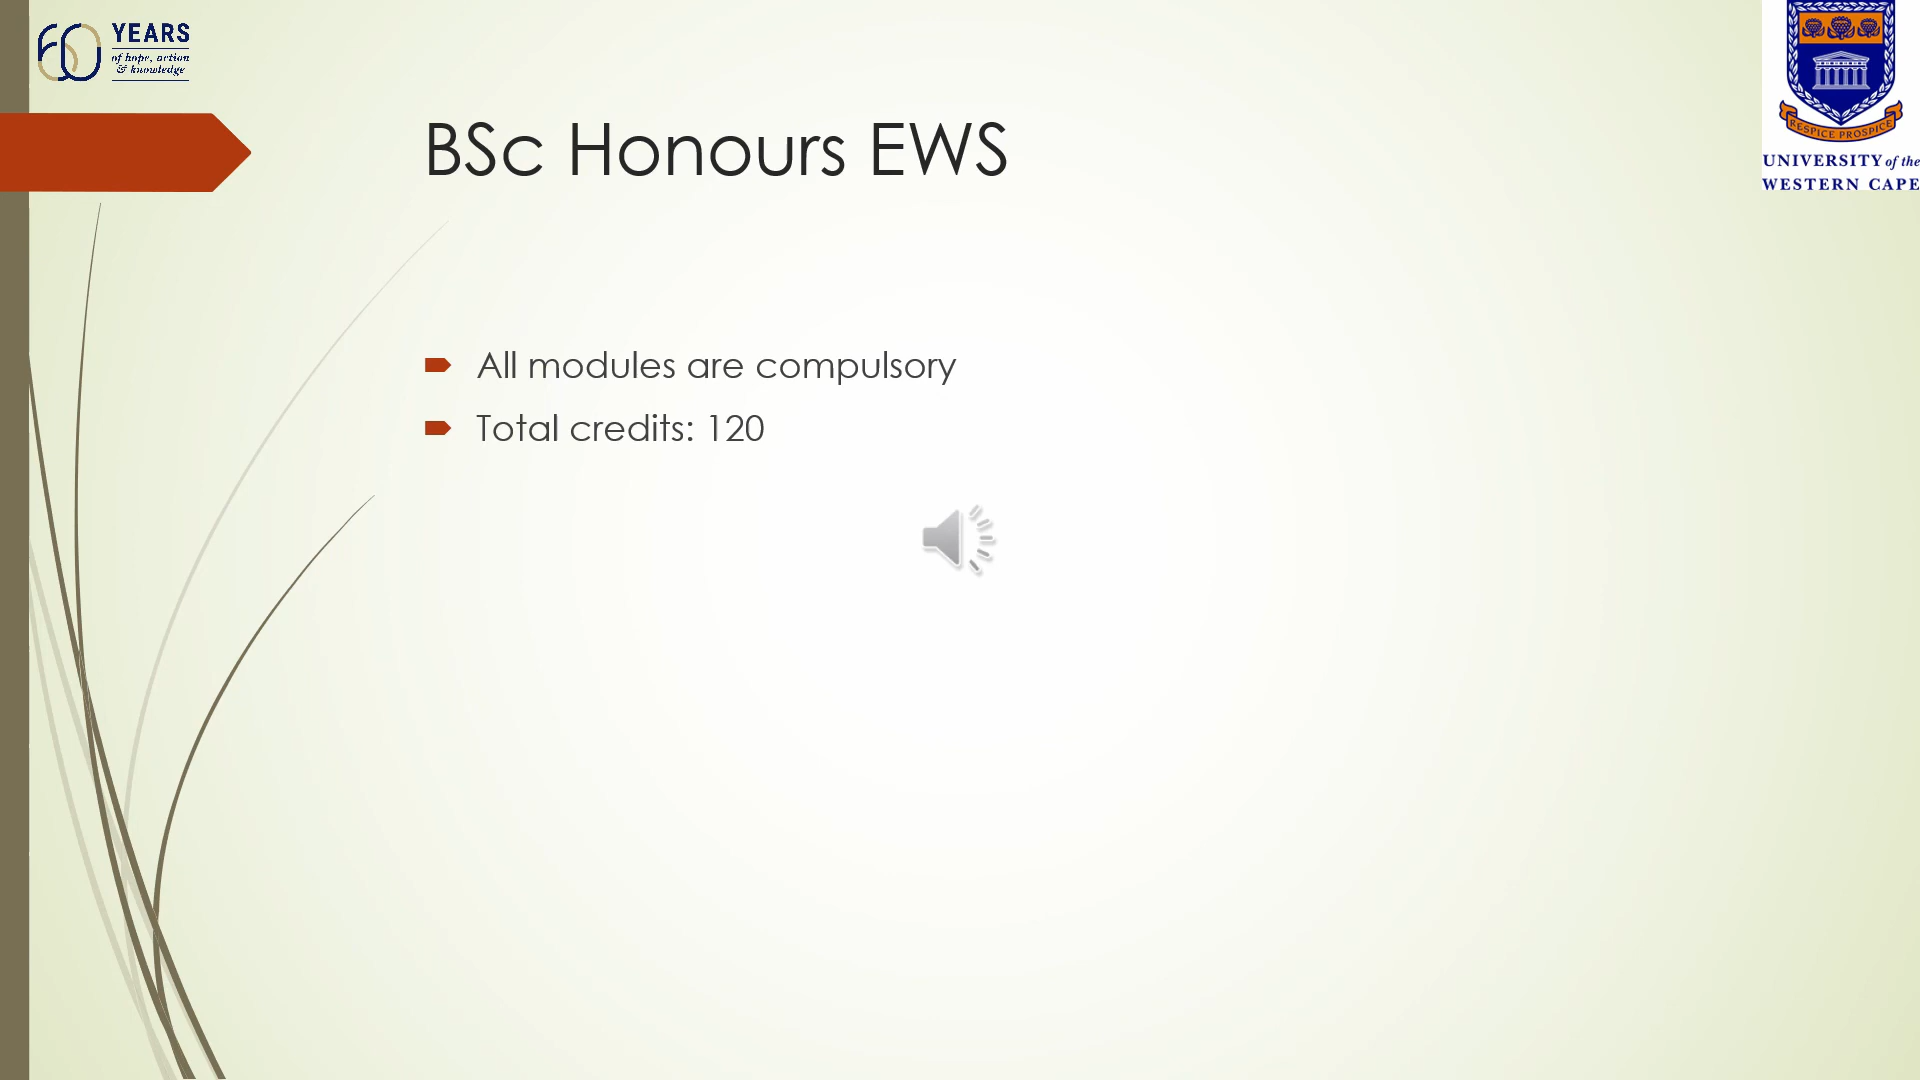 60 YEARS
of hope, action
& knowledge
RESPICE PROSPICE
UNIVERSITY of the
WESTERN CAPE
BSc Honours EWS
All modules are compulsory
Total credits: 120